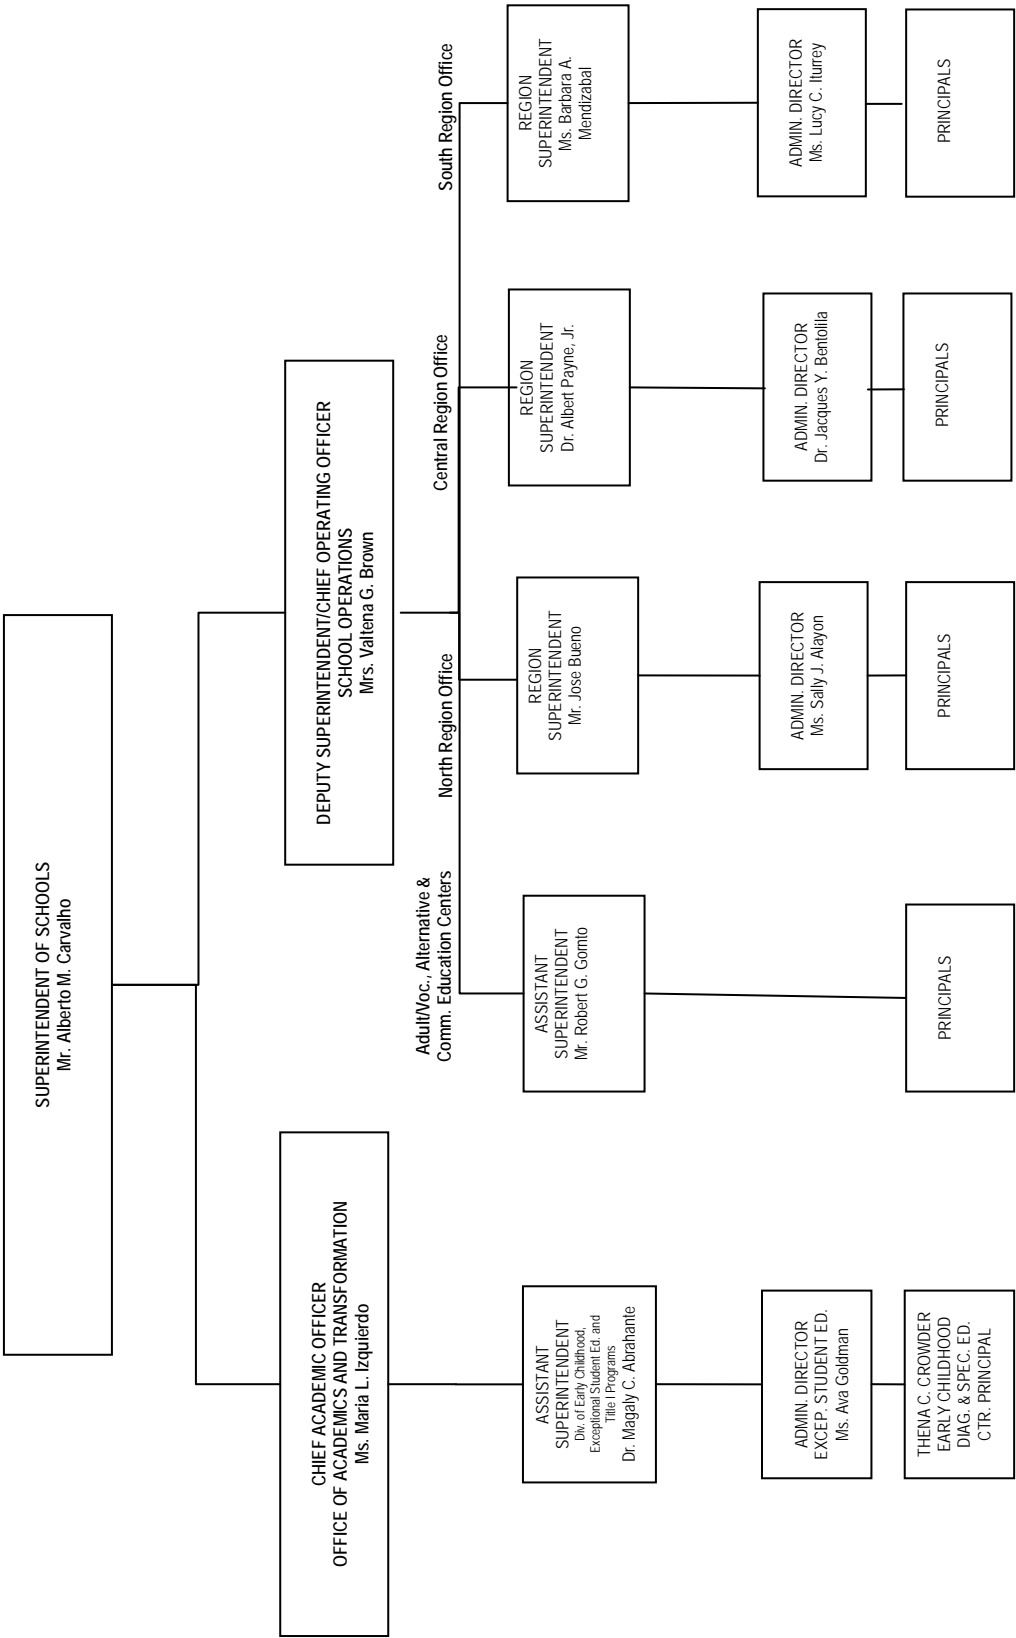 SUPERINTENDENT OF SCHOOLS
Mr. Alberto M. Carvalho
CHIEF ACADEMIC OFFICER
OFFICE OF ACADEMICS AND TRANSFORMATION
Ms. Maria L. Izquierdo
DEPUTY SUPERINTENDENT/CHIEF OPERATING OFFICER
SCHOOL OPERATIONS
Mrs. Valtena G. Brown
Adult/Voc., Alternative &
Comm. Education Centers
North Region Office
Central Region Office
South Region Office
ASSISTANT
SUPERINTENDENT
Div. of Early Childhood,
Exceptional Student Ed. and
Title I Programs
Dr. Magaly C. Abrahante
ASSISTANT
SUPERINTENDENT
Mr. Robert G. Gornto
REGION
SUPERINTENDENT
Mr. Jose Bueno
REGION
SUPERINTENDENT
Dr. Albert Payne, Jr.
REGION
SUPERINTENDENT
Ms. Barbara A.
Mendizabal
ADMIN. DIRECTOR
EXCEP. STUDENT ED.
Ms. Ava Goldman
ADMIN. DIRECTOR
Ms. Sally J. Alayon
ADMIN. DIRECTOR
Dr. Jacques Y. Bentolila
ADMIN. DIRECTOR
Ms. Lucy C. Iturrey
THENA C. CROWDER
EARLY CHILDHOOD
DIAG. & SPEC. ED.
CTR. PRINCIPAL
PRINCIPALS
PRINCIPALS
PRINCIPALS
PRINCIPALS